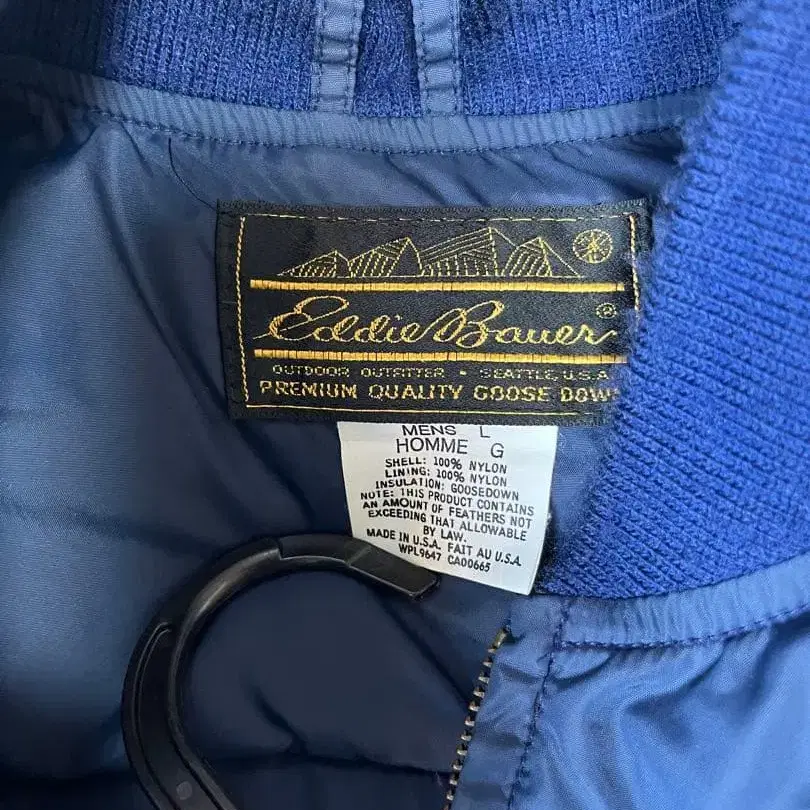 Eddie Bauer®
OUTDOOR OUTFITTER • SEATTLE, U.S.A
PREMIUM QUALITY GOOSE DOW
MENS L
HOMME G
SHELL: 100% NYLON
LINING: 100% NYLON
INSULATION: GOOSEDOWN
NOTE: THIS PRODUCT CONTAINS
AN AMOUNT OF FEATHERS NOT
EXCEEDING THAT ALLOWABLE
BY LAW.
MADE IN U.S.A. FAIT AU U.S.A.
WPL9647 CA00665